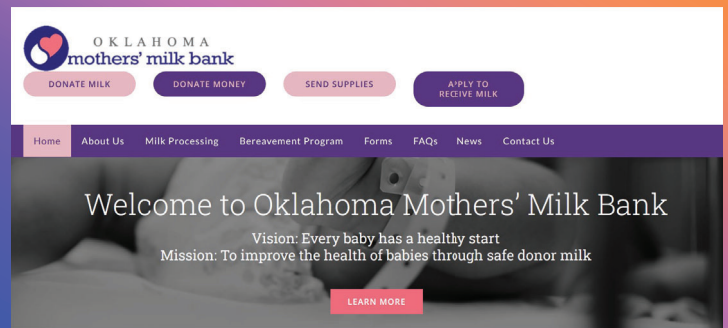 OKLAHOMA
mothers' milk bank
DONATE MILK
DONATE MONEY
SEND SUPPLIES
APPLY TO
RECEIVE MILK
Home
About Us
Milk Processing
Bereavement Program
Forms
FAQs
News
Contact Us
Welcome to Oklahoma Mothers' Milk Bank
Vision: Every baby has a healthy start
Mission: To improve the health of babies through safe donor milk
LEARN MORE